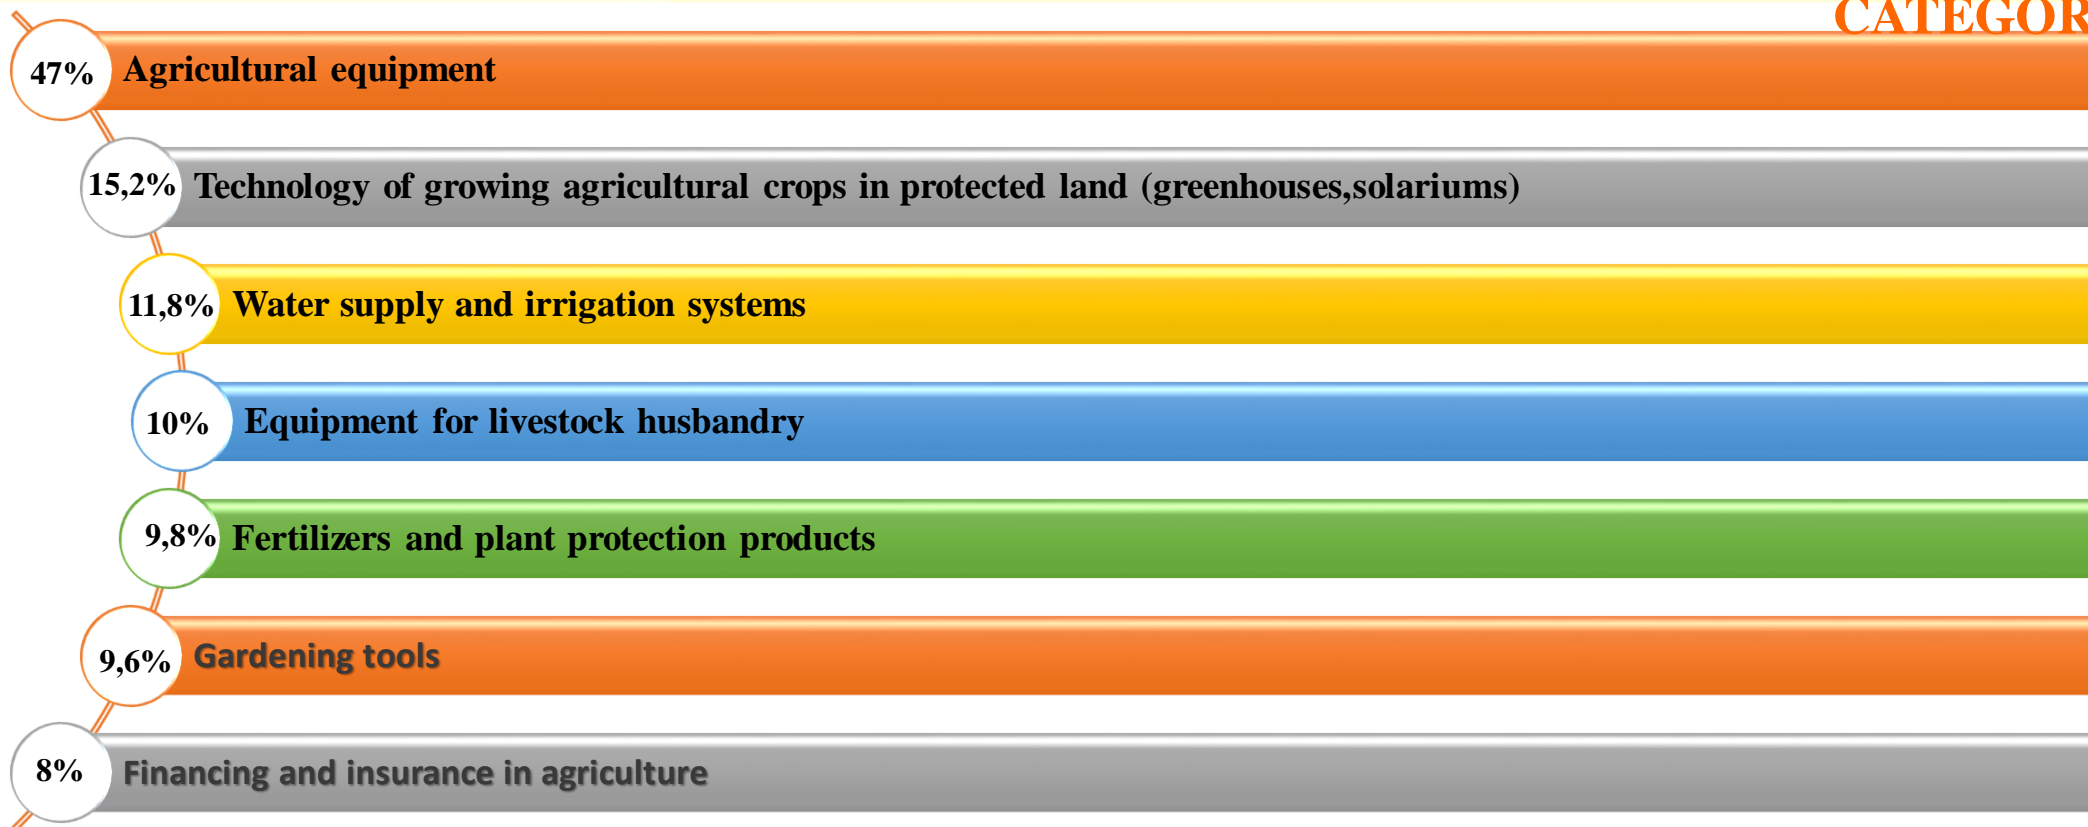 CATEGOR
47% Agricultural equipment
15,2% Technology of growing agricultural crops in protected land (greenhouses,solariums)
11,8% Water supply and irrigation systems
10% Equipment for livestock husbandry
9,8% Fertilizers and plant protection products
9,6% Gardening tools
8% Financing and insurance in agriculture